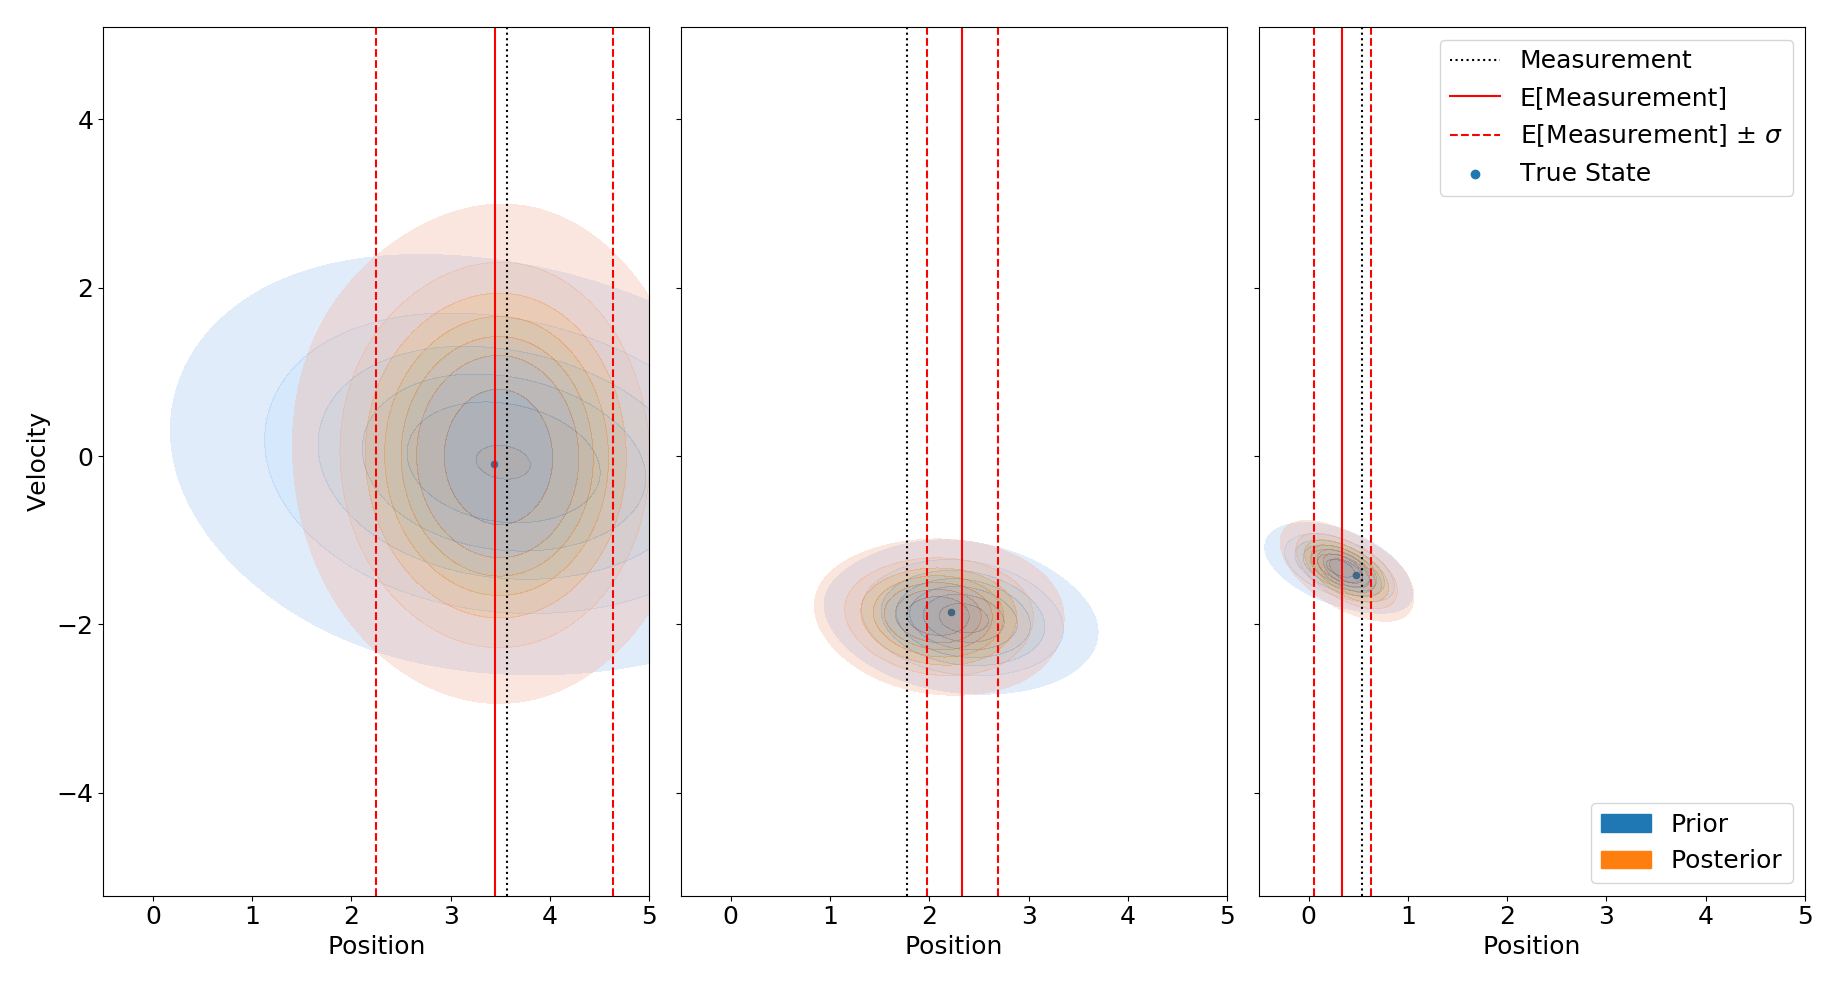 Velocity
4
2
0
−2
−4
0 1 2 3 4 5
Position
0 1 2 3 4 5
Position
Measurement
E[Measurement]
E[Measurement] ± σ
True State
Prior
Posterior
0 1 2 3 4 5
Position